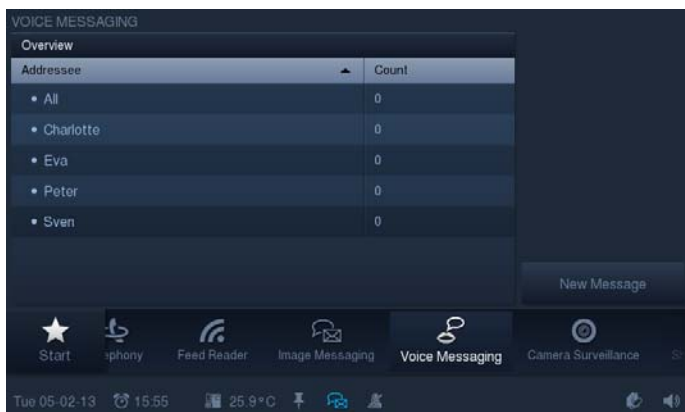 VOICE MESSAGING
Overview
Addressee Count
All 0
Charlotte 0
Eva 0
Peter 0
Sven 0
New Message
Start ephony Feed Reader Image Messaging Voice Messaging Camera Surveillance
Tue 05-02-13 15:55 25.9°C